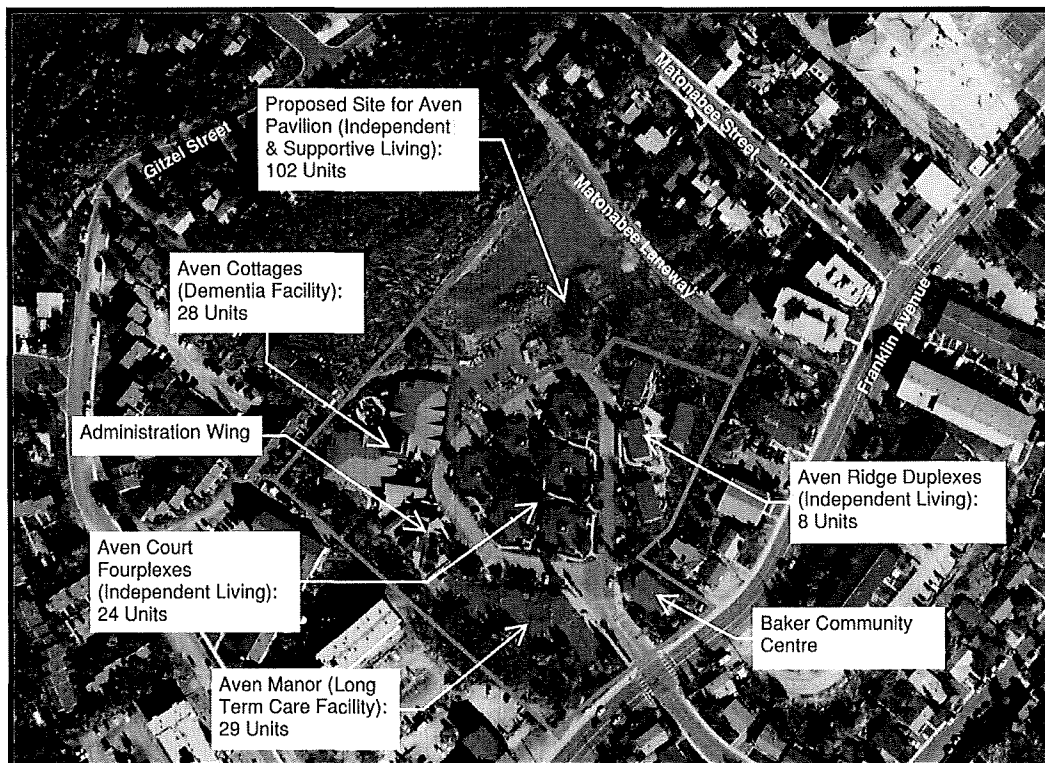 Proposed Site for Aven
Pavilion (Independent
& Supportive Living):
102 Units
Matonabee Street
Gitzel Street
Matonabee Laneway
Aven Cottages
(Dementia Facility):
28 Units
Franklin Avenue
Administration Wing
Aven Ridge Duplexes
(Independent Living):
8 Units
Aven Court
Fourplexes
(Independent Living):
24 Units
Baker Community
Centre
Aven Manor (Long
Term Care Facility):
29 Units